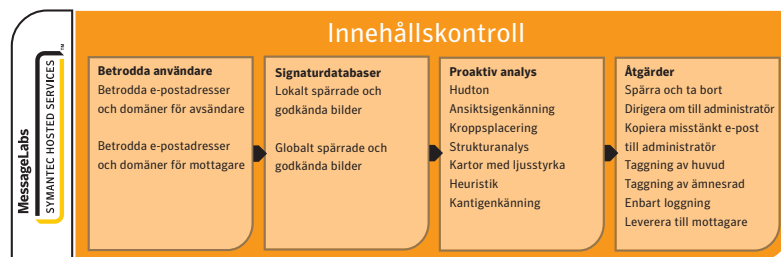 MessageLabs
SYMANTEC HOSTED SERVICES ™
Innehållskontroll
Betrodda användare
Betrodda e-postadresser
och domäner för avsändare
Betrodda e-postadresser
och domäner för mottagare
Signaturdatabaser
Lokalt spärrade och
godkända bilder
Globalt spärrade och
godkända bilder
Proaktiv analys
Hudton
Ansiktsigenkänning
Kroppsplacering
Strukturanalys
Kartor med ljusstyrka
Heuristik
Kantigenkänning
Åtgärder
Spärra och ta bort
Dirigera om till administratör
Kopiera misstänkt e-post
till administratör
Taggning av huvud
Taggning av ämnesrad
Enbart loggning
Leverera till mottagare